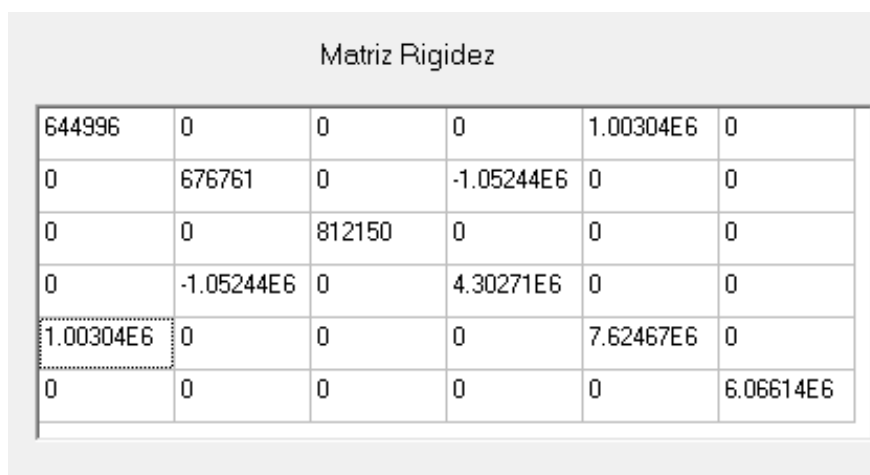 Matriz Rigidez
644996 0 0 0 1.00304E6 0
0 676761 0 -1.05244E6 0 0
0 0 812150 0 0 0
0 -1.05244E6 0 4.30271E6 0 0
1.00304E6 0 0 0 7.62467E6 0
0 0 0 0 0 6.06614E6